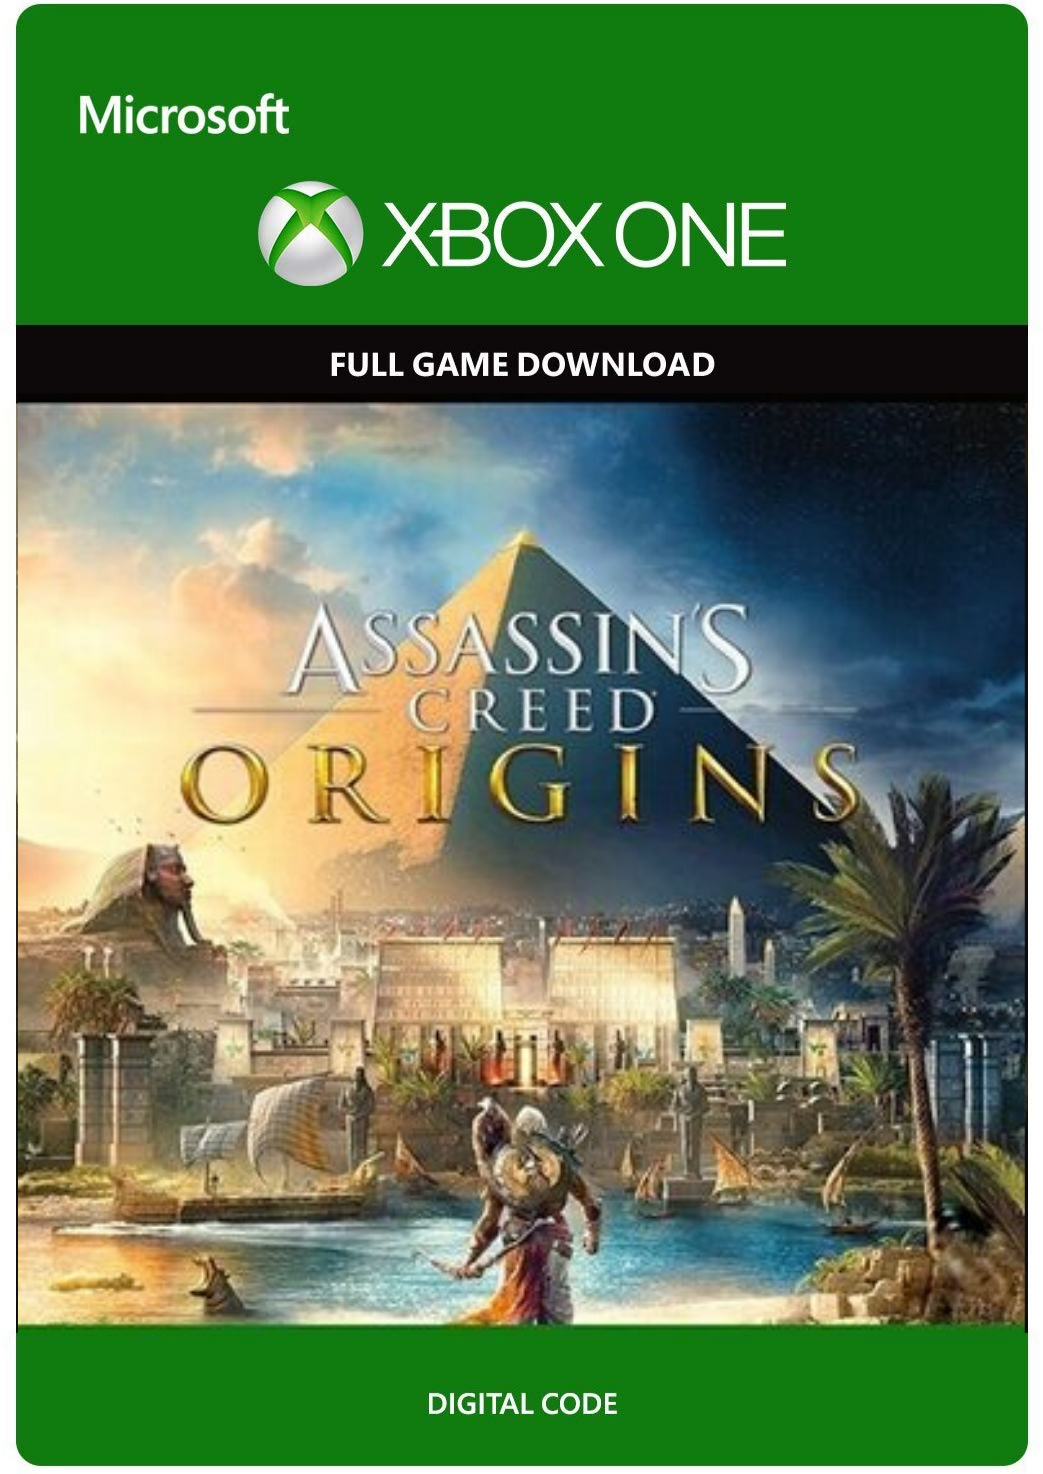 Microsoft
XBOX ONE
FULL GAME DOWNLOAD
ASSASSIN'S
CREED
ORIGINS
DIGITAL CODE